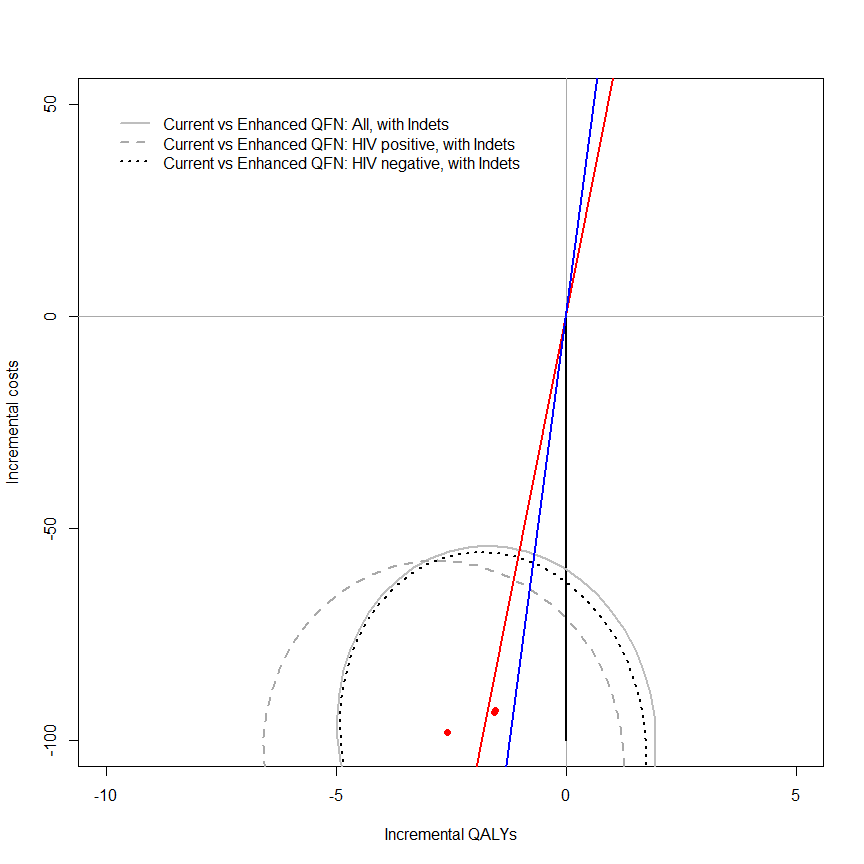 50
Current vs Enhanced QFN: All, with Indets
Current vs Enhanced QFN: HIV positive, with Indets
Current vs Enhanced QFN: HIV negative, with Indets
0
Incremental costs
-50
-100
-10 -5 0 5
Incremental QALYs